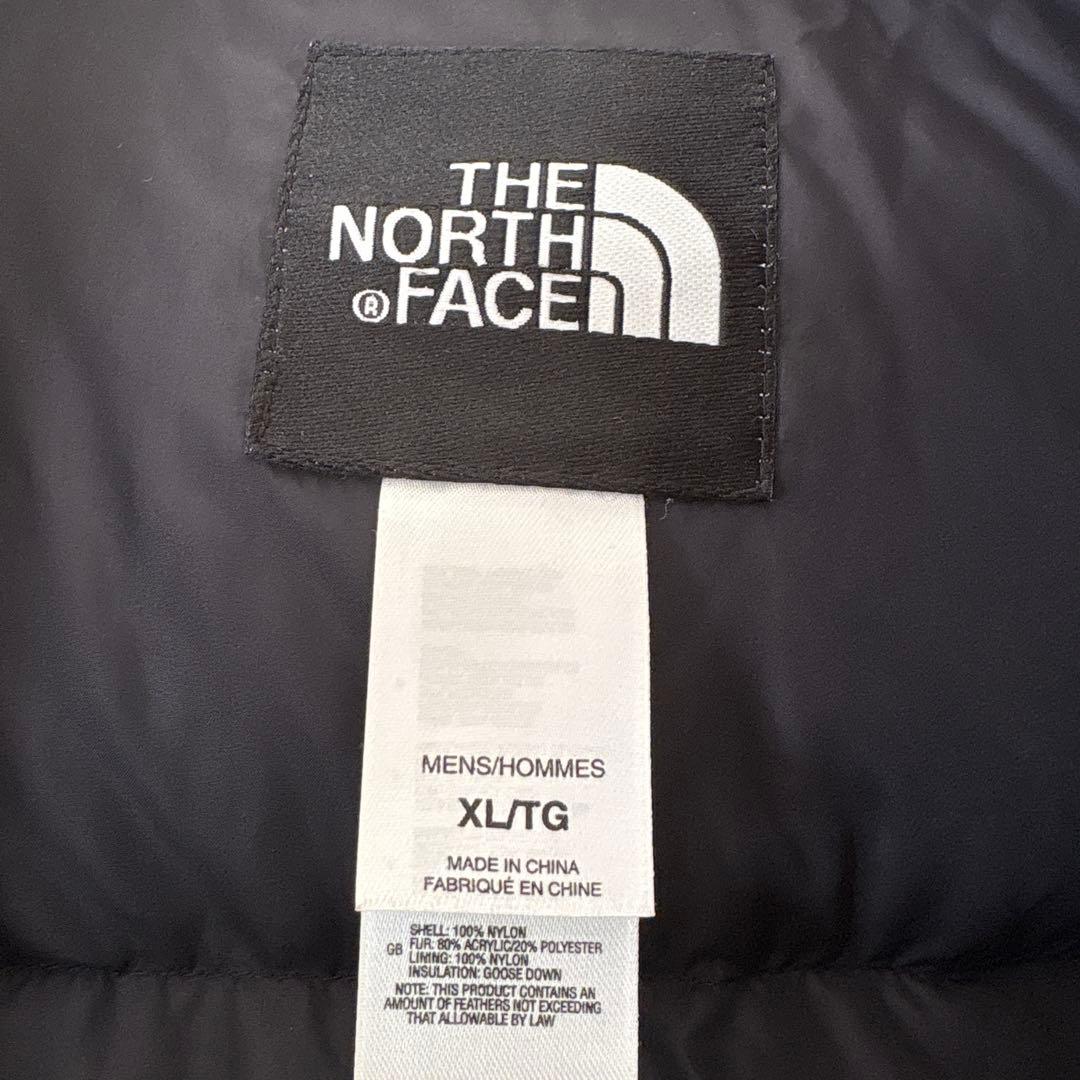 THE
NORTH
® FACE
MENS/HOMMES
XL/TG
MADE IN CHINA
FABRIQUÉ EN CHINE
SHELL: 100% NYLON
GB FUR: 80% ACRYLIC/20% POLYESTER
LINING: 100% NYLON
INSULATION: GOOSE DOWN
NOTE: THIS PRODUCT CONTAINS AN
AMOUNT OF FEATHERS NOT EXCEEDING
THAT ALLOWABLE BY LAW